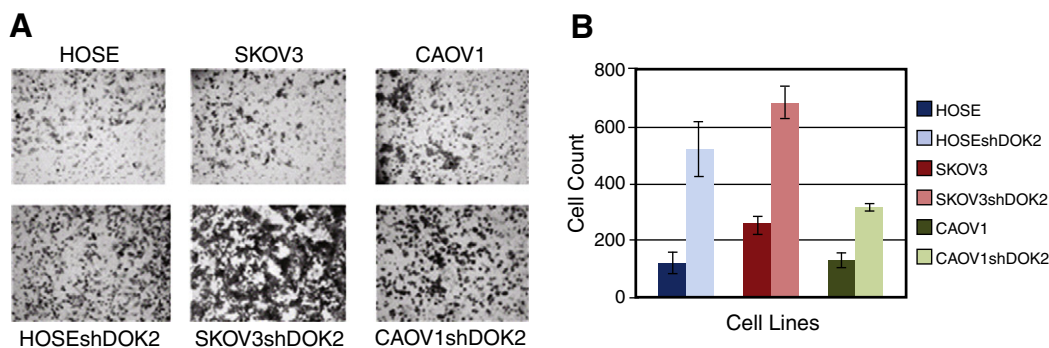 A
HOSE SKOV3 CAOV1
HOSEshDOK2 SKOV3shDOK2 CAOV1shDOK2
B
800
600
400
200
0
Cell Count
Cell Lines
HOSE
HOSEshDOK2
SKOV3
SKOV3shDOK2
CAOV1
CAOV1shDOK2